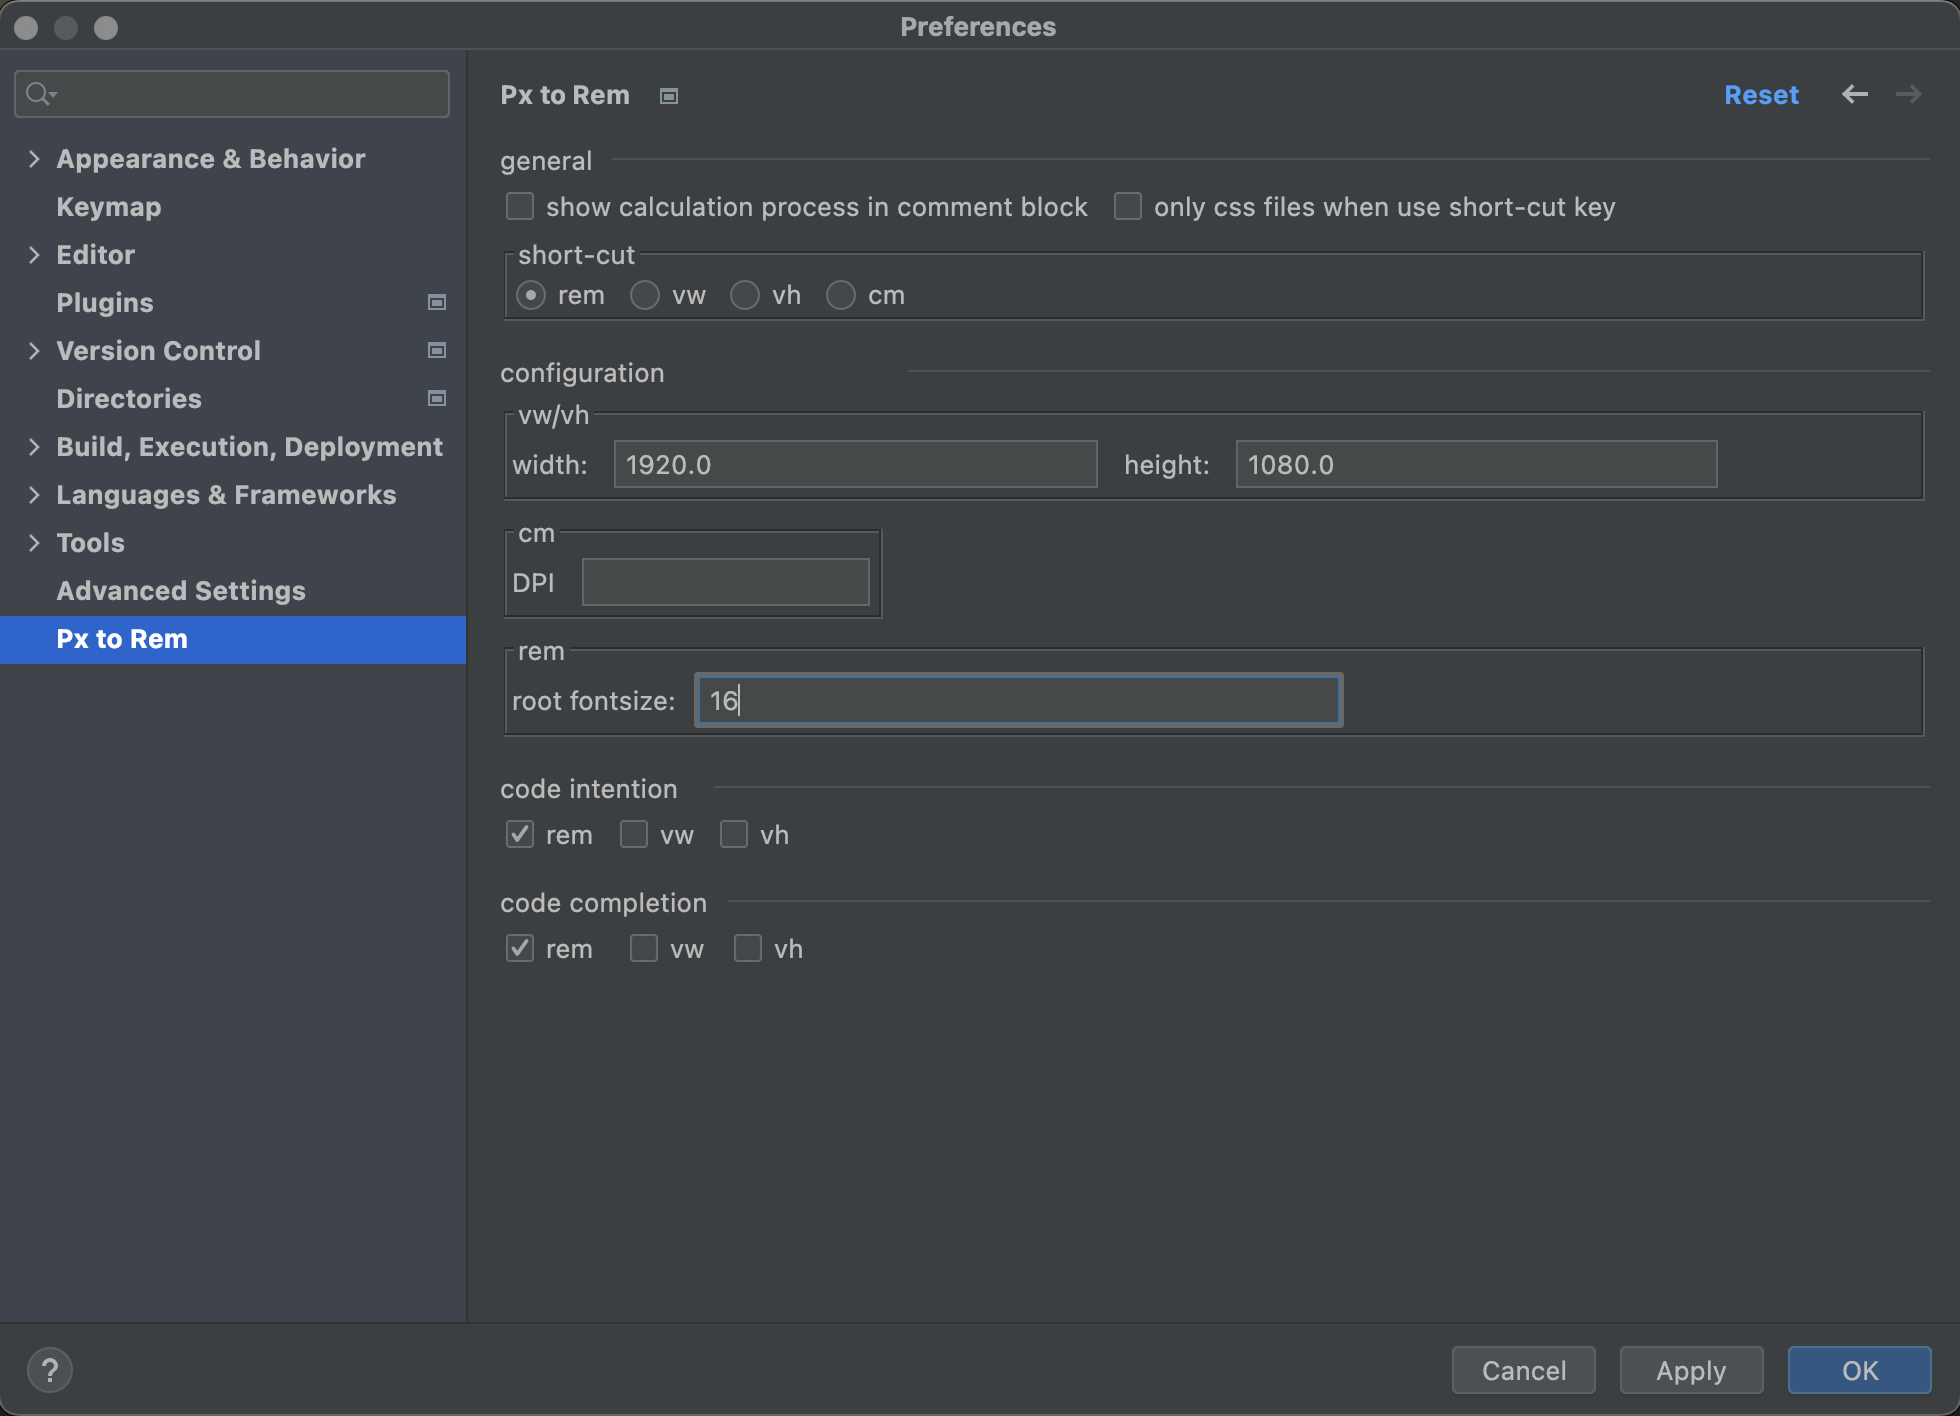 Preferences
Appearance & Behavior
Keymap
Editor
Plugins
Version Control
Directories
Build, Execution, Deployment
Languages & Frameworks
Tools
Advanced Settings
Px to Rem
Px to Rem
Reset
general
show calculation process in comment block only css files when use short-cut key
short-cut
rem vw vh cm
configuration
vw/vh
width: 1920.0 height: 1080.0
cm
DPI
rem
root fontsize: 16
code intention
rem vw vh
code completion
rem vw vh
? Cancel Apply OK